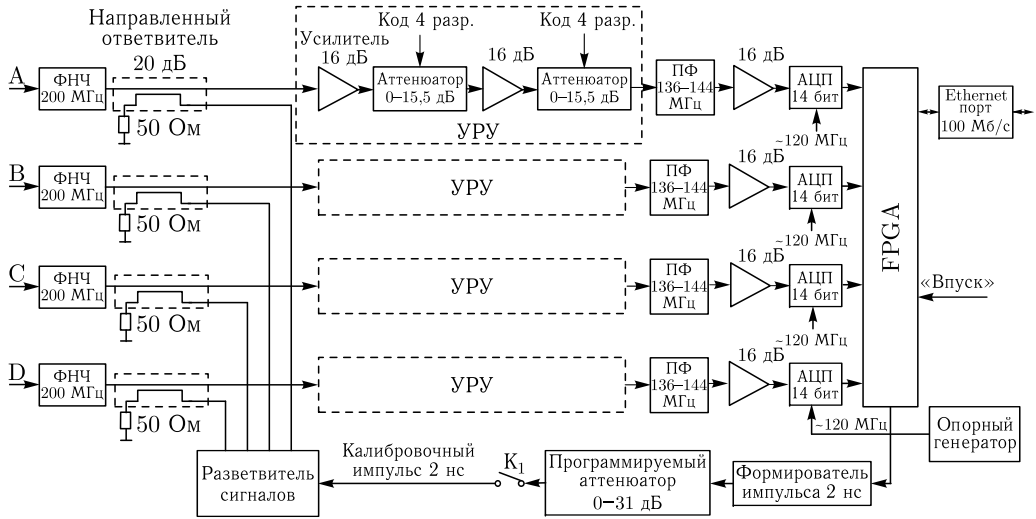 Направленный
ответвитель
20 дБ
Код 4 разр.
Код 4 разр.
Усилитель
16 дБ
16 дБ
16 дБ
A
ФНЧ
200 МГц
50 Ом
Аттенюатор
0–15,5 дБ
Аттенюатор
0–15,5 дБ
УРУ
ПФ
136–144
МГц
АЦП
14 бит
~120 МГц
Ethernet
порт
100 Мб/с
B
ФНЧ
200 МГц
50 Ом
УРУ
ПФ
136–144
МГц
16 дБ
АЦП
14 бит
~120 МГц
FPGA
C
ФНЧ
200 МГц
50 Ом
УРУ
ПФ
136–144
МГц
16 дБ
АЦП
14 бит
~120 МГц
«Впуск»
D
ФНЧ
200 МГц
50 Ом
УРУ
ПФ
136–144
МГц
16 дБ
АЦП
14 бит
~120 МГц
Опорный
генератор
Разветвитель
сигналов
Калибровочный
импульс 2 нс
K1
Программируемый
аттенюатор
0–31 дБ
Формирователь
импульса 2 нс